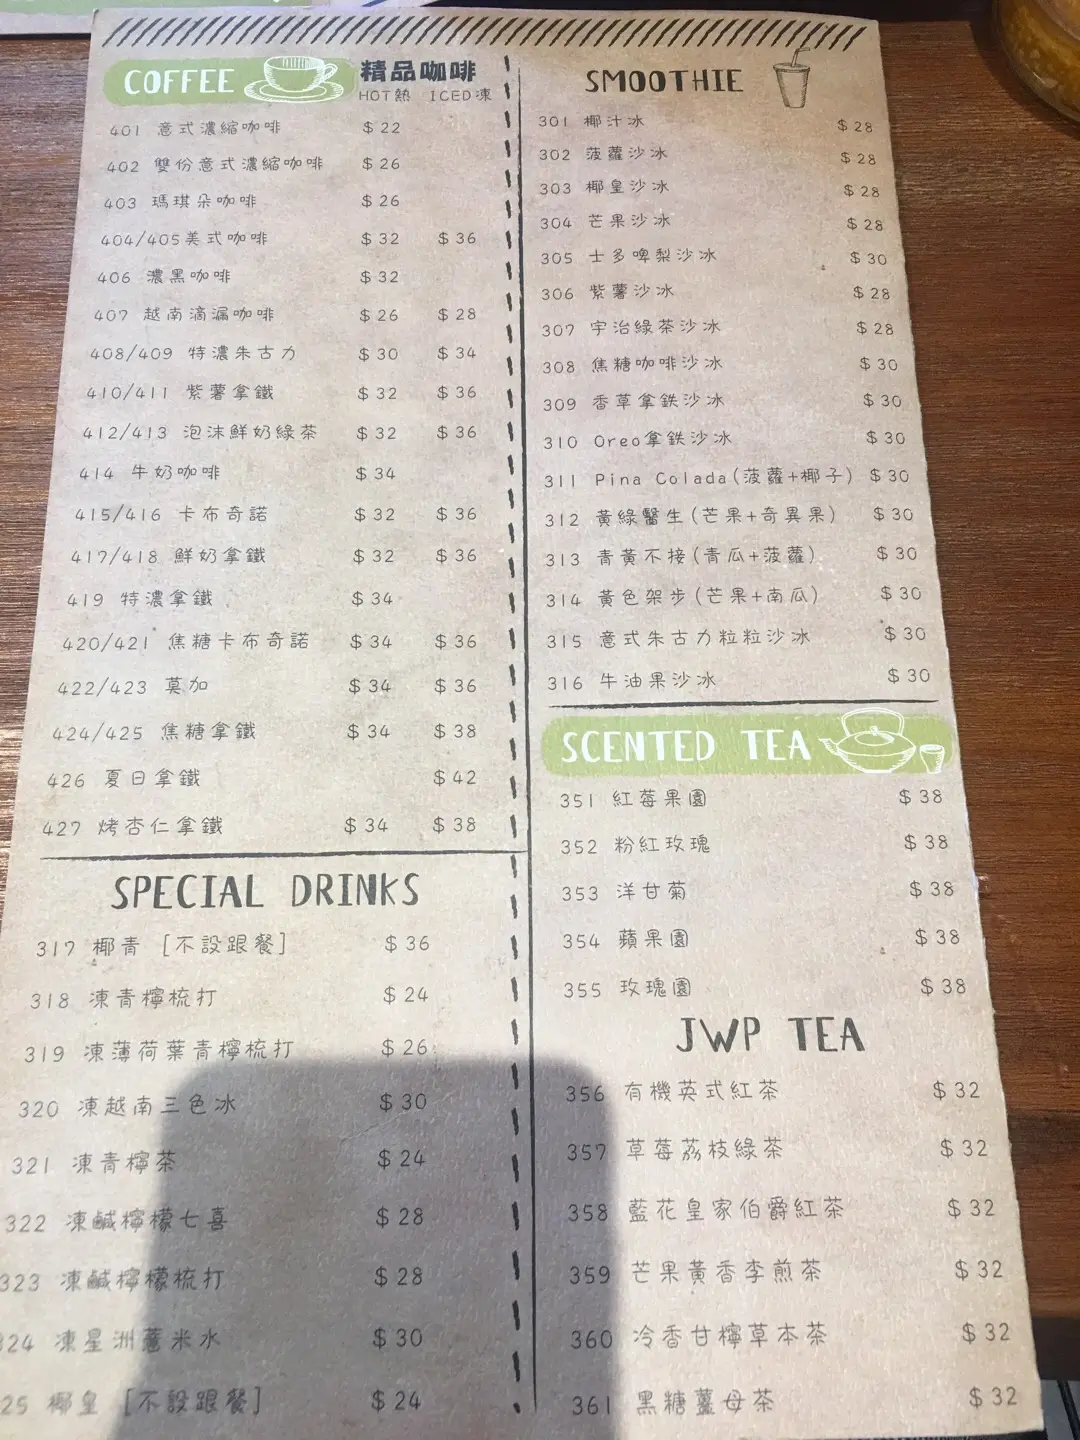 COFFEE 精品咖啡
HOT熱 ICED凍
401 意式濃縮咖啡 $22
402 雙份意式濃縮咖啡 $26
403 瑪琪朵咖啡 $26
404/405美式咖啡 $32 $36
406 濃黑咖啡 $32
407 越南滴漏咖啡 $26 $28
408/409 特濃朱古力 $30 $34
410/411 紫薯拿鐵 $32 $36
412/413 泡沫鮮奶綠茶 $32 $36
414 牛奶咖啡 $34
415/416 卡布奇諾 $32 $36
417/418 鮮奶拿鐵 $32 $36
419 特濃拿鐵 $34
420/421 焦糖卡布奇諾 $34 $36
422/423 莫加 $34 $36
424/425 焦糖拿鐵 $34 $38
426 夏日拿鐵 $42
427 烤杏仁拿鐵 $34 $38
SPECIAL DRINKS
317 椰青 [不設跟餐] $36
318 凍青檸梳打 $24
319 凍薄荷葉青檸梳打 $26
320 凍越南三色冰 $30
321 凍青檸茶 $24
322 凍鹹檸檬七喜 $28
323 凍鹹檸檬梳打 $28
324 凍星洲薏米水 $30
25 椰皇 [不設跟餐] $24
SMOOTHIE
301 椰汁冰 $28
302 菠蘿沙冰 $28
303 椰皇沙冰 $28
304 芒果沙冰 $28
305 士多啤梨沙冰 $30
306 紫薯沙冰 $28
307 宇治綠茶沙冰 $28
308 焦糖咖啡沙冰 $30
309 香草拿鉄沙冰 $30
310 Oreo拿鉄沙冰 $30
311 Pina Colada(菠蘿+椰子) $30
312 黃綠醫生(芒果+奇異果) $30
313 青黃不接(青瓜+菠蘿) $30
314 黃色架步(芒果+南瓜) $30
315 意式朱古力粒粒沙冰 $30
316 牛油果沙冰 $30
SCENTED TEA
351 紅莓果園 $38
352 粉紅玫瑰 $38
353 洋甘菊 $38
354 蘋果園 $38
355 玫瑰園 $38
JWP TEA
356 有機英式紅茶 $32
357 草莓荔枝綠茶 $32
358 藍花皇家伯爵紅茶 $32
359 芒果黃香李煎茶 $32
360 冷香甘檸草本茶 $32
361 黑糖薑母茶 $32